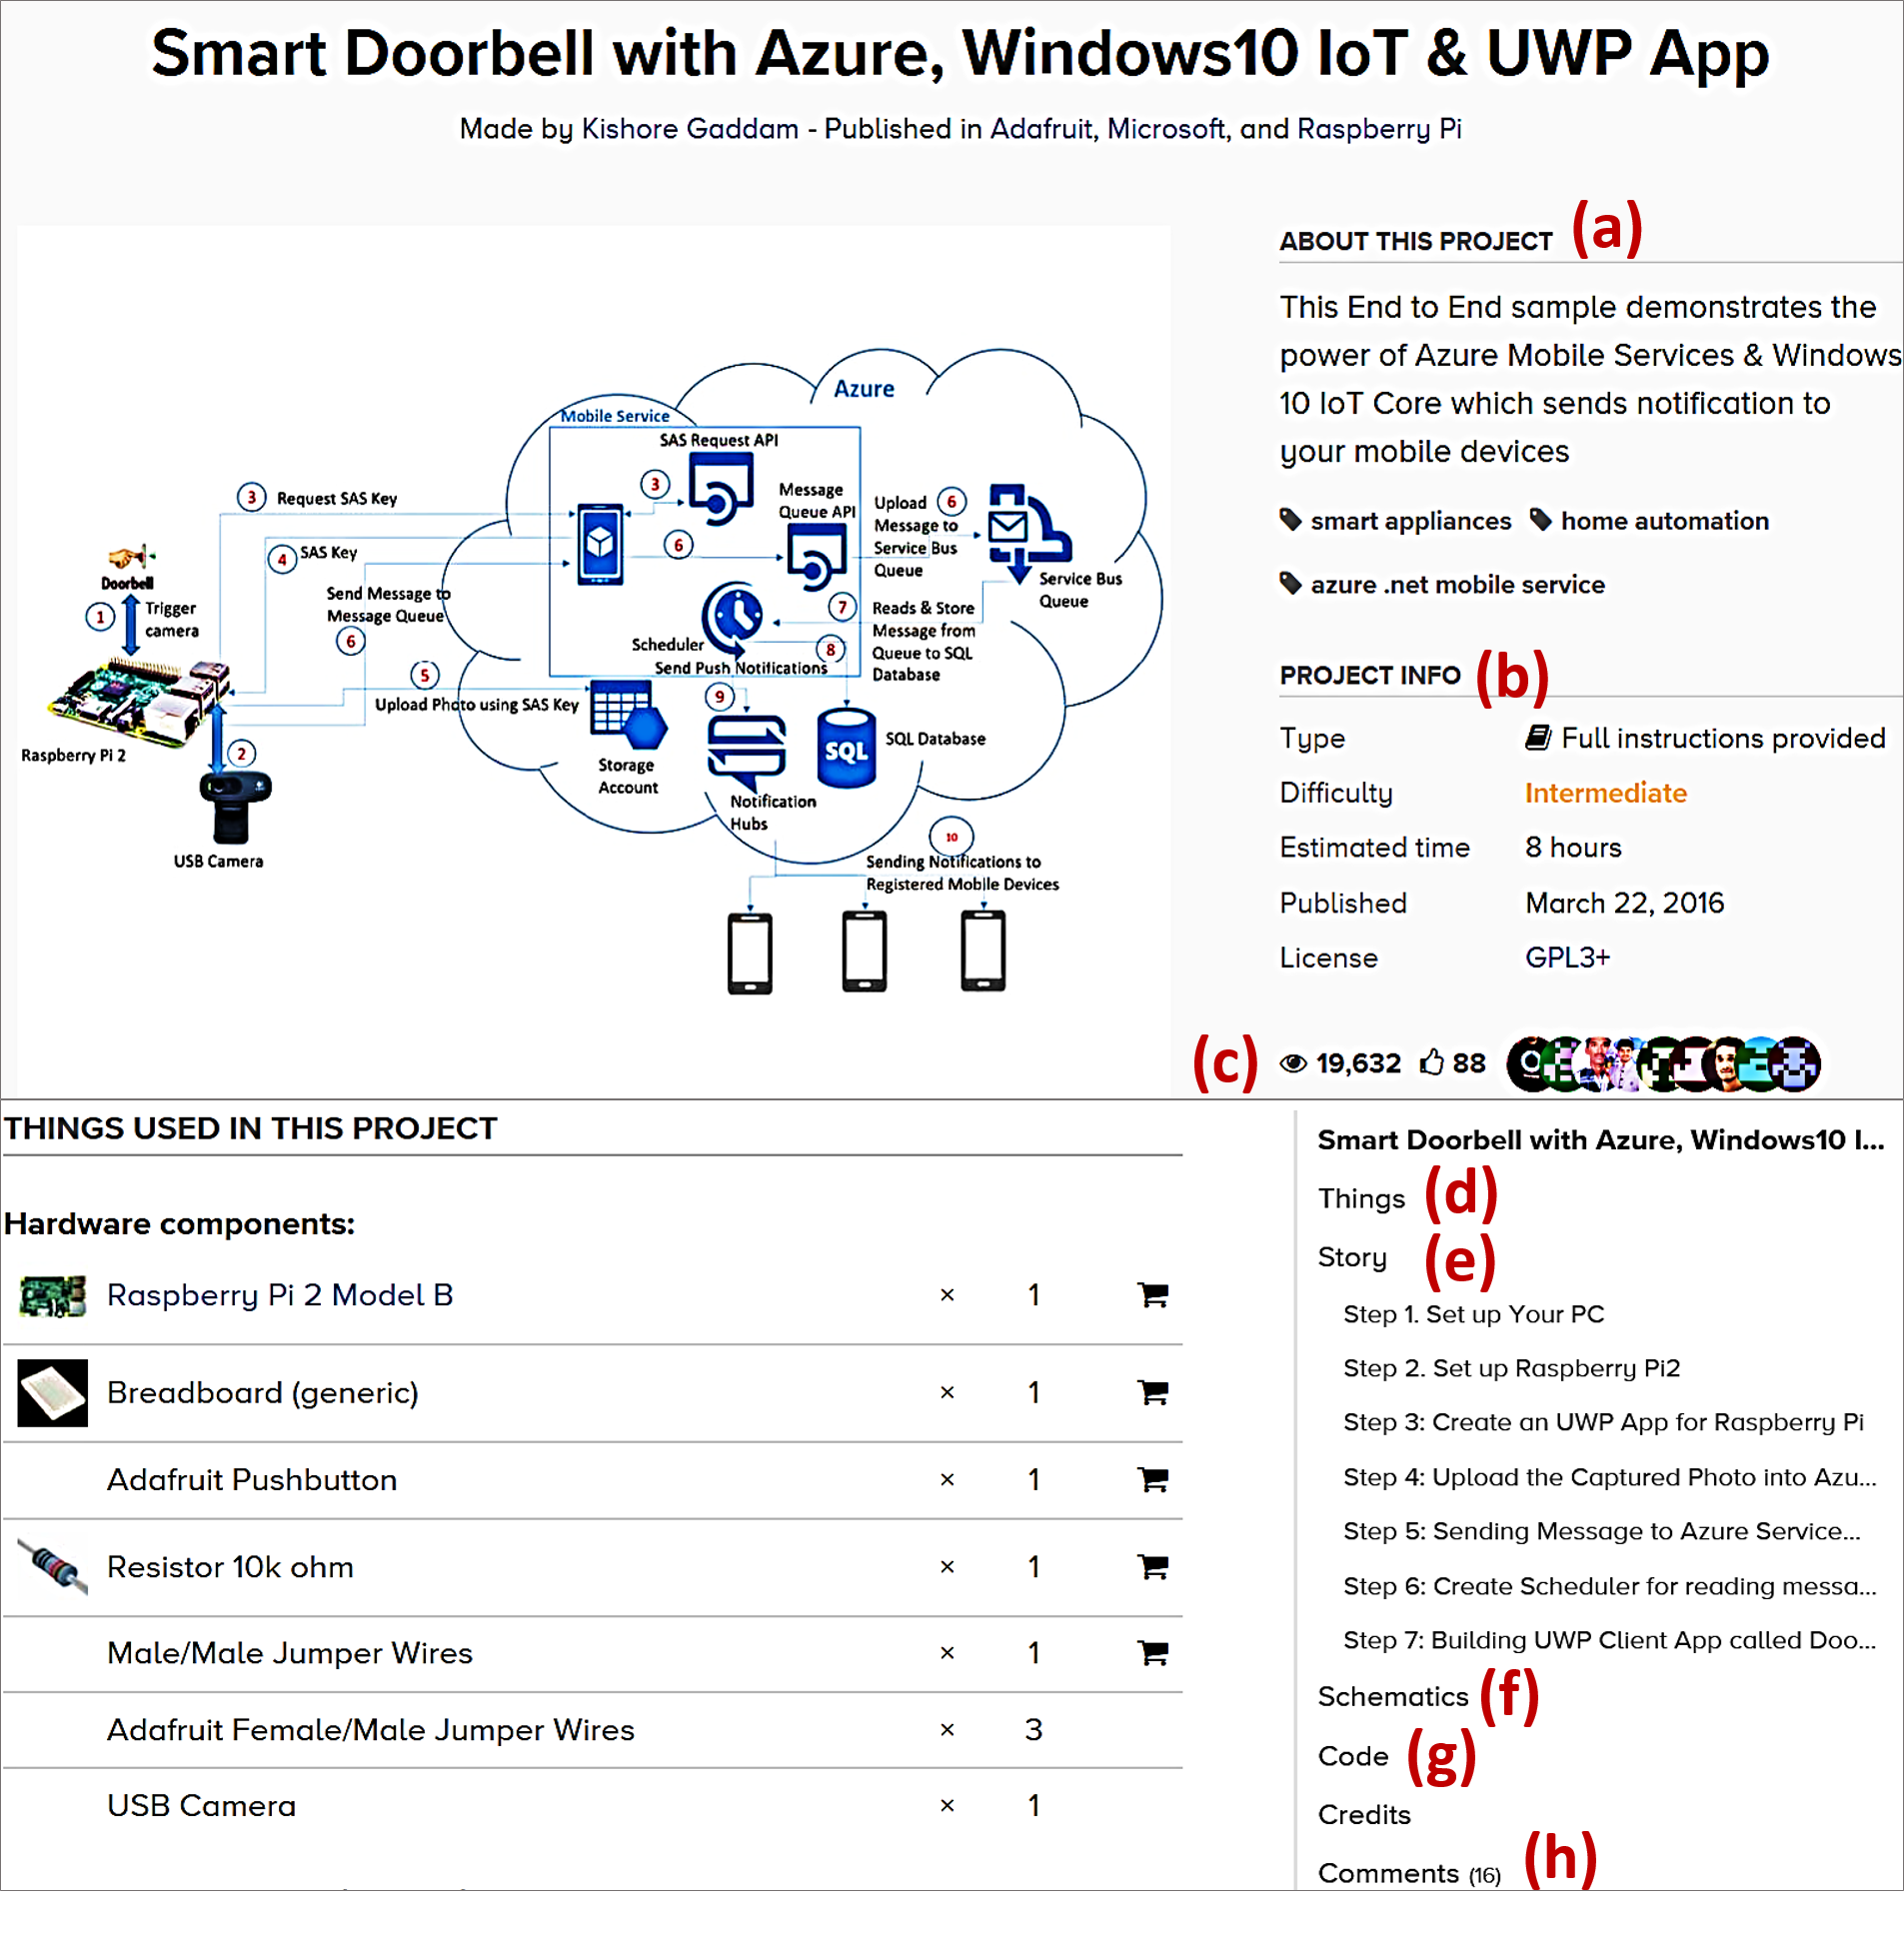 Smart Doorbell with Azure, Windows10 IoT & UWP App
Made by Kishore Gaddam - Published in Adafruit, Microsoft, and Raspberry Pi
Azure
Mobile Service
SAS Request API
3
Message
Queue API
6
Upload 6
Message to
Service Bus
Queue
Service Bus
Queue
3 Request SAS Key
4 SAS Key
Doorbell
1 Trigger
camera
Send Message to
Message Queue
6
5
Upload Photo using SAS Key
Raspberry Pi 2
2
USB Camera
7 Reads & Store
Message from
Queue to SQL
Database
Scheduler
8
Send Push Notifications
9
Storage
Account
Notification
Hubs
SQL
SQL Database
10
Sending Notifications to
Registered Mobile Devices
ABOUT THIS PROJECT (a)
This End to End sample demonstrates the
power of Azure Mobile Services & Windows
10 IoT Core which sends notification to
your mobile devices
smart appliances home automation
azure .net mobile service
PROJECT INFO (b)
Type Full instructions provided
Difficulty Intermediate
Estimated time 8 hours
Published March 22, 2016
License GPL3+
(c) 19,632 88
THINGS USED IN THIS PROJECT
Hardware components:
Raspberry Pi 2 Model B × 1
Breadboard (generic) × 1
Adafruit Pushbutton × 1
Resistor 10k ohm × 1
Male/Male Jumper Wires × 1
Adafruit Female/Male Jumper Wires × 3
USB Camera × 1
Smart Doorbell with Azure, Windows10 I...
Things (d)
Story (e)
Step 1. Set up Your PC
Step 2. Set up Raspberry Pi2
Step 3: Create an UWP App for Raspberry Pi
Step 4: Upload the Captured Photo into Azu...
Step 5: Sending Message to Azure Service...
Step 6: Create Scheduler for reading messa...
Step 7: Building UWP Client App called Doo...
Schematics (f)
Code (g)
Credits
Comments (16) (h)